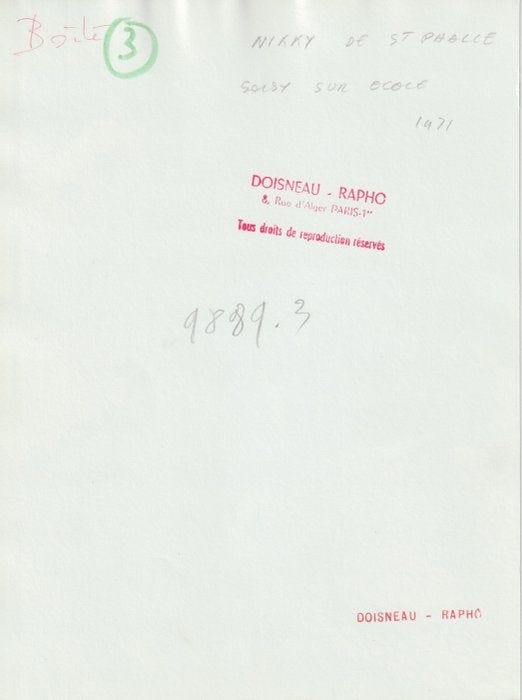 Boîte 3
NIKKY DE ST PHALLE
SOISY SUR ECOLE
1971
DOISNEAU - RAPHO
8, Rue d'Alger PARIS-1er
Tous droits de reproduction réservés
9889.3
DOISNEAU - RAPHO